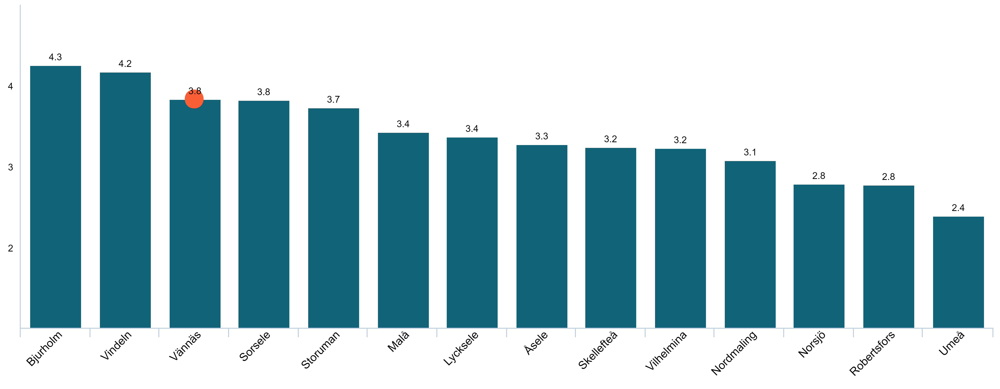 4.3
4.2
3.8
3.8
3.7
3.4
3.4
3.3
3.2
3.2
3.1
2.8
2.8
2.4
4
3
2
Bjurholm
Vindeln
Vännäs
Sorsele
Storuman
Malå
Lycksele
Åsele
Skellefteå
Vilhelmina
Nordmaling
Norsjö
Robertsfors
Umeå